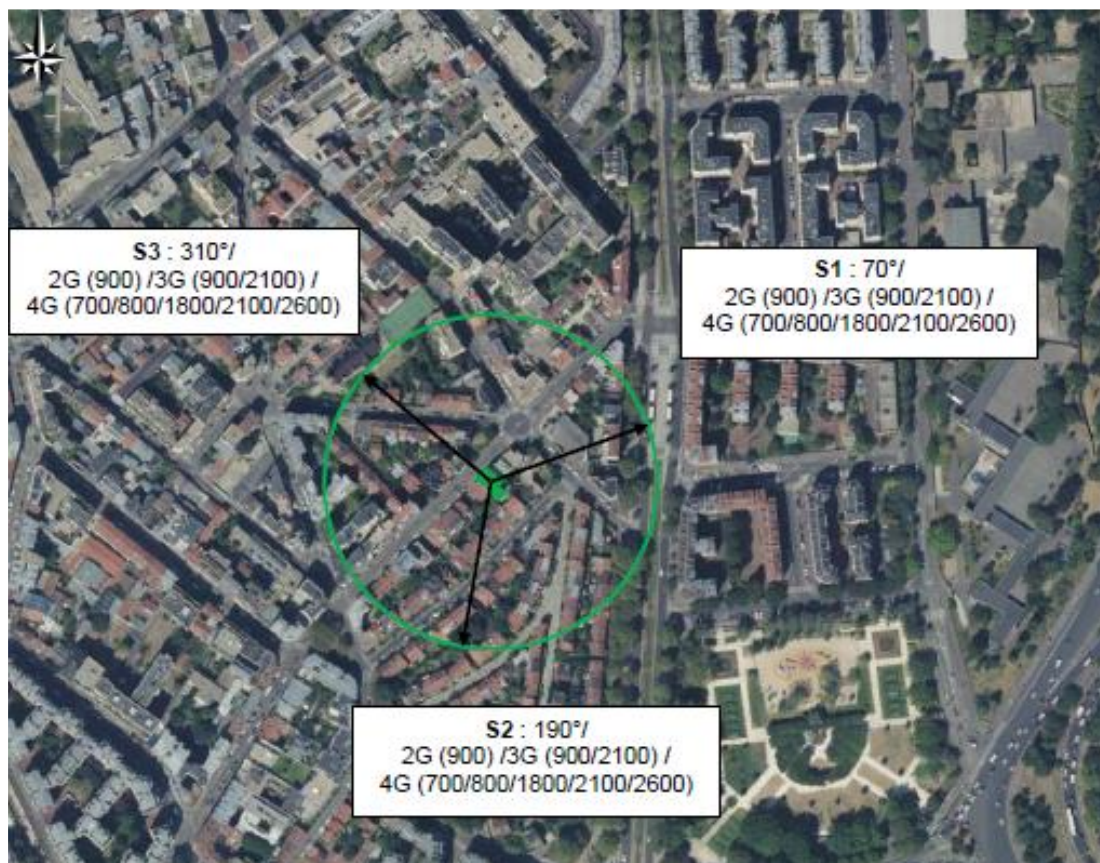 S3 : 310°/
2G (900) /3G (900/2100) /
4G (700/800/1800/2100/2600)
S1 : 70°/
2G (900) /3G (900/2100) /
4G (700/800/1800/2100/2600)
S2 : 190°/
2G (900) /3G (900/2100) /
4G (700/800/1800/2100/2600)